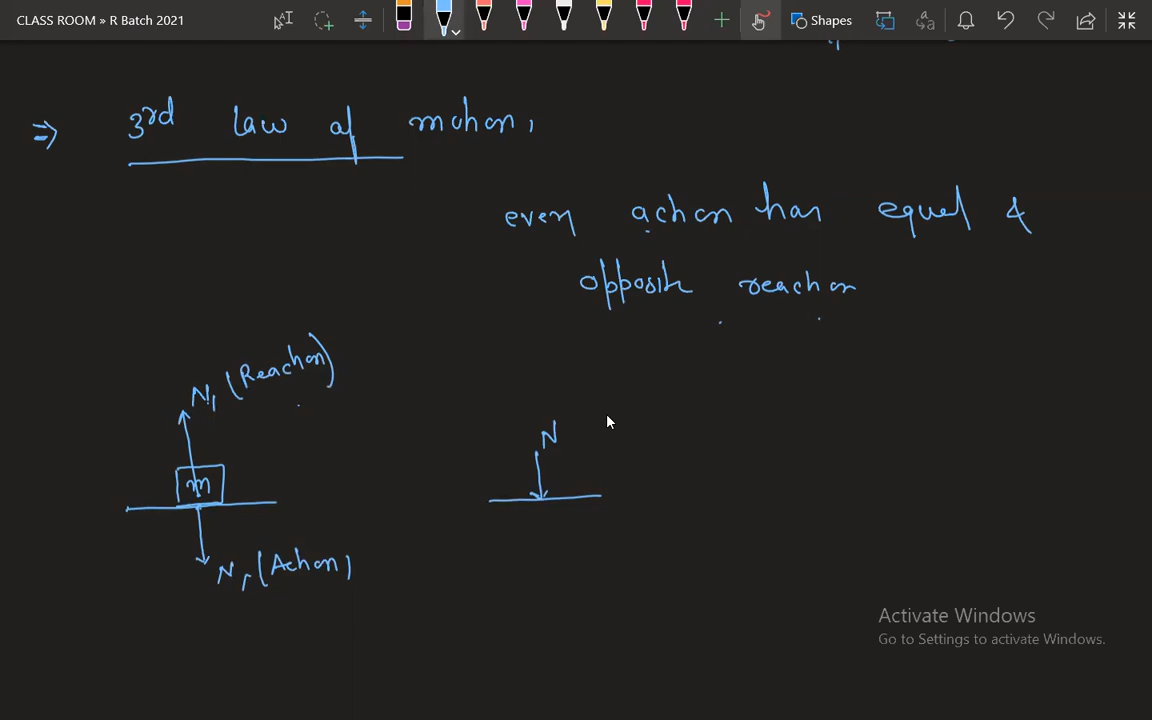 CLASS ROOM » R Batch 2021
Shapes
⇒ 3rd law of motion,
every action has equal &
opposite reaction
N1 (Reaction)
N
m
N1 (Action)
Activate Windows
Go to Settings to activate Windows.